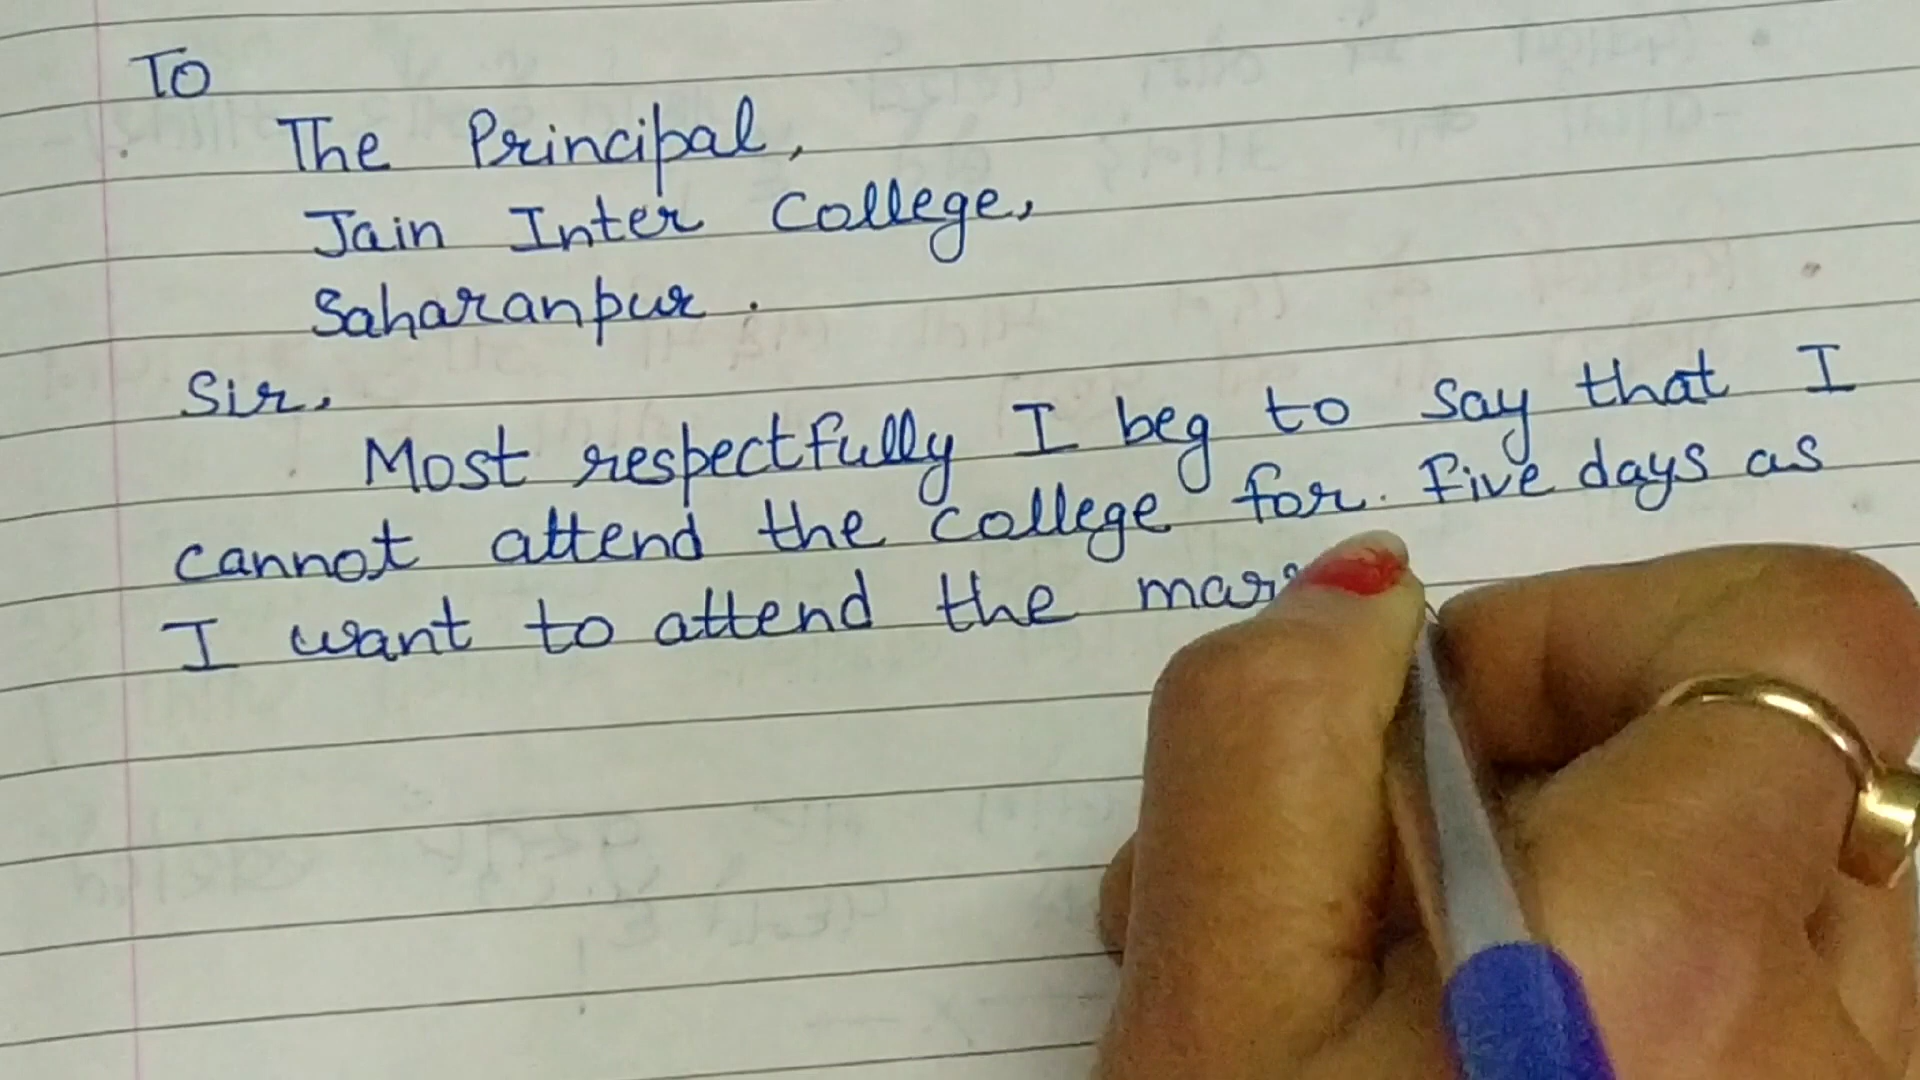 To
The Principal,
Jain Inter College,
Saharanpur.
Sir,
Most respectfully I beg to say that I
cannot attend the college for five days as
I want to attend the